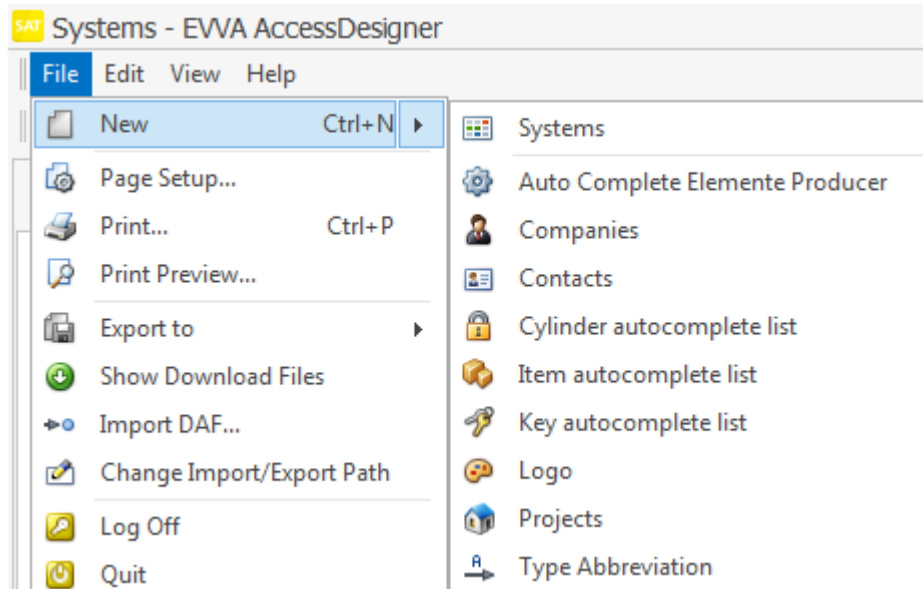 SAT Systems - EVVA AccessDesigner
File Edit View Help
New Ctrl+N
Page Setup...
Print... Ctrl+P
Print Preview...
Export to
Show Download Files
Import DAF...
Change Import/Export Path
Log Off
Quit
Systems
Auto Complete Elemente Producer
Companies
Contacts
Cylinder autocomplete list
Item autocomplete list
Key autocomplete list
Logo
Projects
A Type Abbreviation